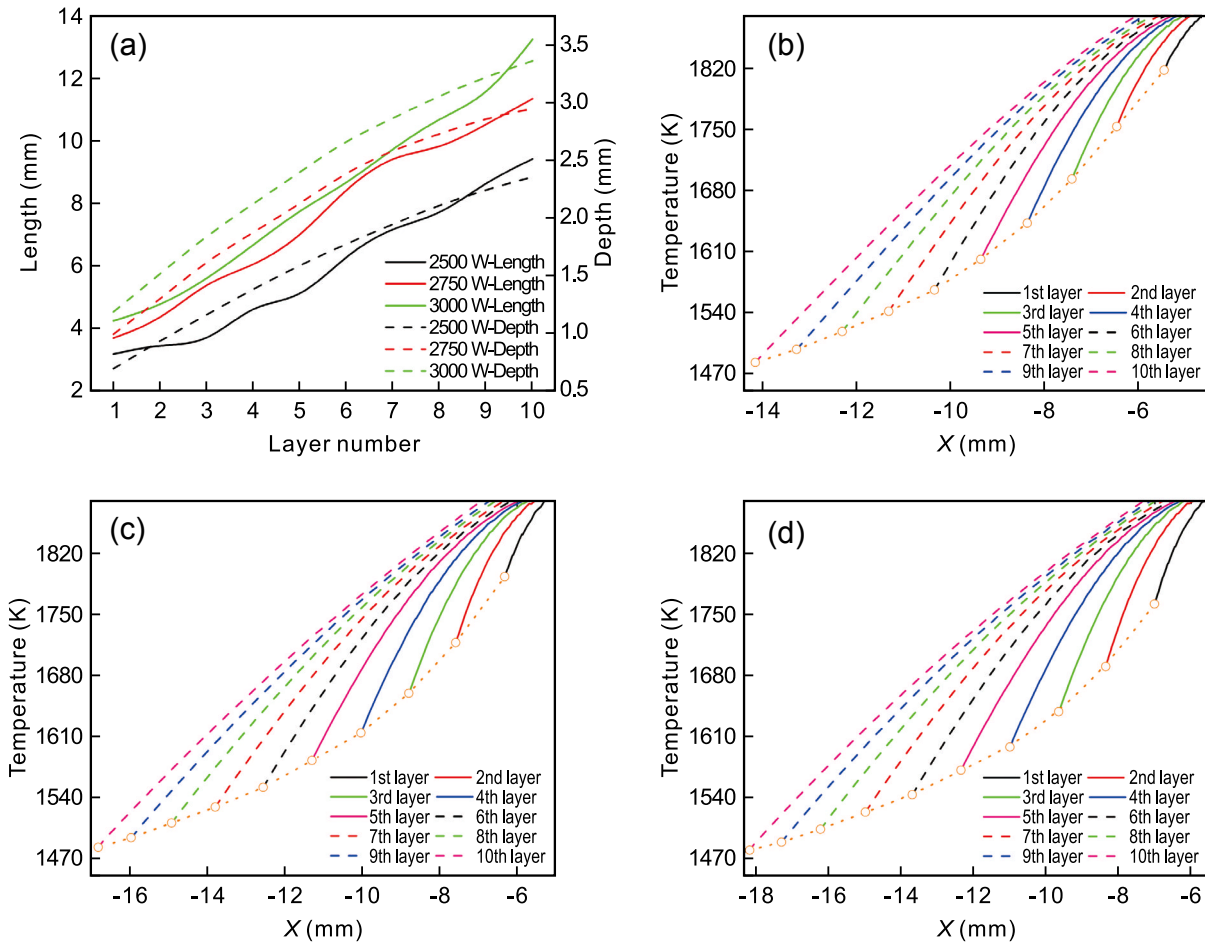 (a)
14
12
10
8
6
4
2
Length (mm)
3.5
3.0
2.5
2.0
1.5
1.0
0.5
Depth (mm)
2500 W-Length
2750 W-Length
3000 W-Length
2500 W-Depth
2750 W-Depth
3000 W-Depth
1 2 3 4 5 6 7 8 9 10
Layer number
(b)
1820
1750
1680
1610
1540
1470
Temperature (K)
1st layer 2nd layer
3rd layer 4th layer
5th layer 6th layer
7th layer 8th layer
9th layer 10th layer
-14 -12 -10 -8 -6
X (mm)
(c)
1820
1750
1680
1610
1540
1470
Temperature (K)
1st layer 2nd layer
3rd layer 4th layer
5th layer 6th layer
7th layer 8th layer
9th layer 10th layer
-16 -14 -12 -10 -8 -6
X (mm)
(d)
1820
1750
1680
1610
1540
1470
Temperature (K)
1st layer 2nd layer
3rd layer 4th layer
5th layer 6th layer
7th layer 8th layer
9th layer 10th layer
-18 -16 -14 -12 -10 -8 -6
X (mm)